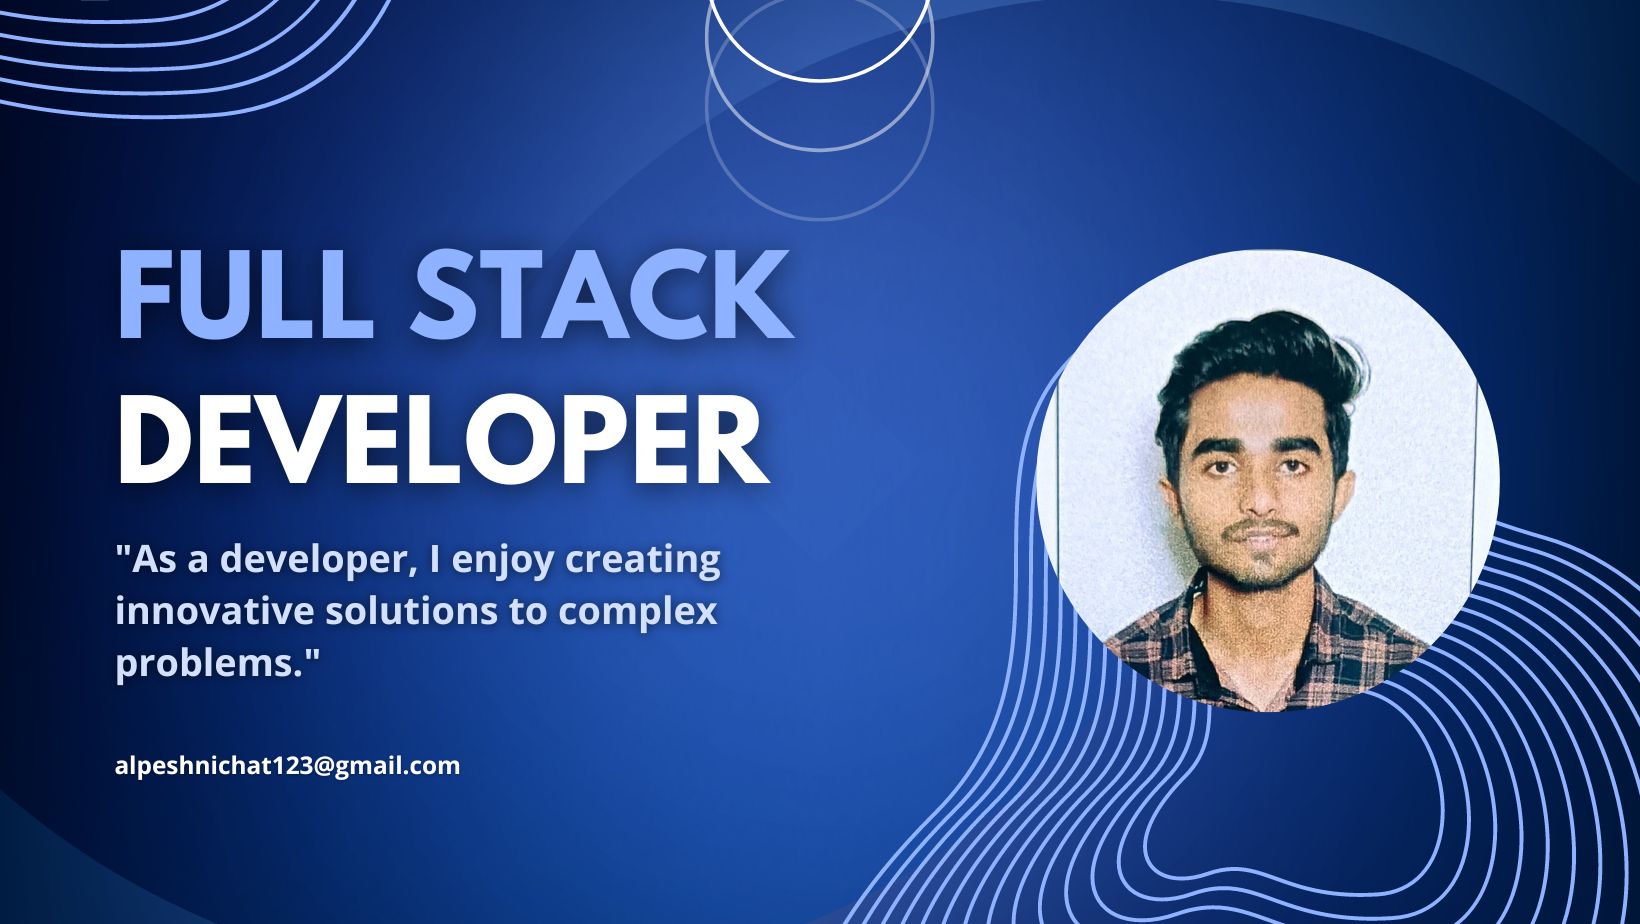 FULL STACK
DEVELOPER
"As a developer, I enjoy creating
innovative solutions to complex
problems."
alpeshnichat123@gmail.com